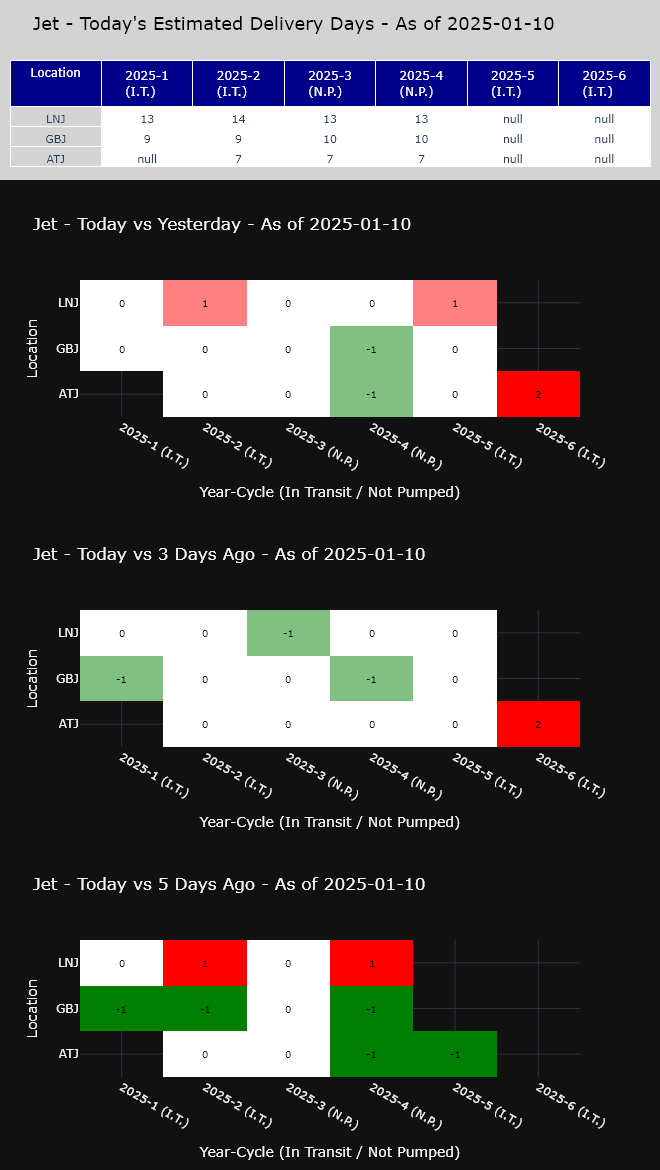 Jet - Today's Estimated Delivery Days - As of 2025-01-10
Location 2025-1 (I.T.) 2025-2 (I.T.) 2025-3 (N.P.) 2025-4 (N.P.) 2025-5 (I.T.) 2025-6 (I.T.)
LNJ 13 14 13 13 null null
GBJ 9 9 10 10 null null
ATJ null 7 7 7 null null
Jet - Today vs Yesterday - As of 2025-01-10
Location
LNJ 0 1 0 0 1
GBJ 0 0 0 -1 0
ATJ 0 0 -1 0 2
2025-1 (I.T.) 2025-2 (I.T.) 2025-3 (N.P.) 2025-4 (N.P.) 2025-5 (I.T.) 2025-6 (I.T.)
Year-Cycle (In Transit / Not Pumped)
Jet - Today vs 3 Days Ago - As of 2025-01-10
Location
LNJ 0 0 -1 0 0
GBJ -1 0 0 -1 0
ATJ 0 0 0 0 2
2025-1 (I.T.) 2025-2 (I.T.) 2025-3 (N.P.) 2025-4 (N.P.) 2025-5 (I.T.) 2025-6 (I.T.)
Year-Cycle (In Transit / Not Pumped)
Jet - Today vs 5 Days Ago - As of 2025-01-10
Location
LNJ 0 1 0 1
GBJ -1 -1 0 -1
ATJ 0 0 -1 -1
2025-1 (I.T.) 2025-2 (I.T.) 2025-3 (N.P.) 2025-4 (N.P.) 2025-5 (I.T.) 2025-6 (I.T.)
Year-Cycle (In Transit / Not Pumped)